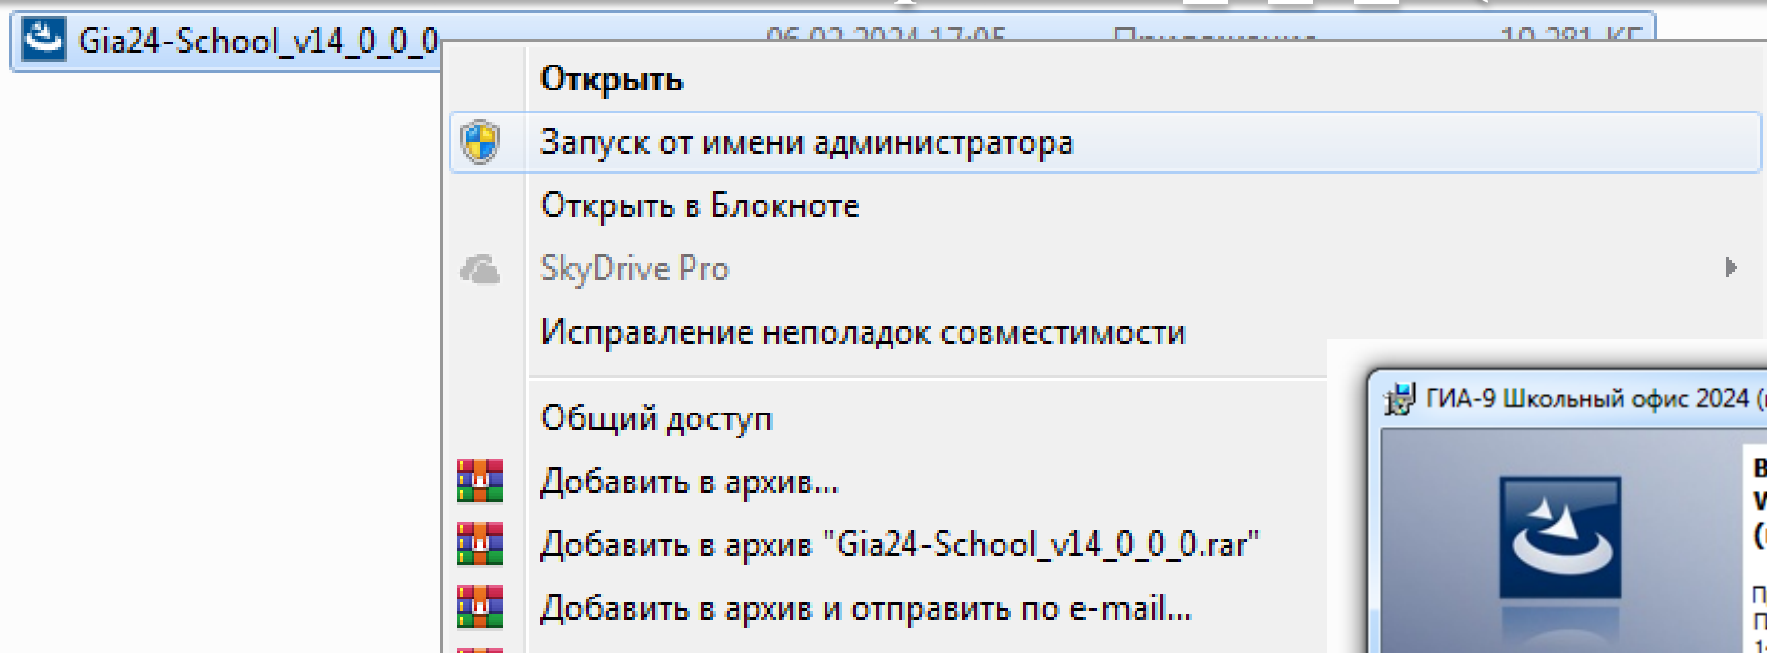 Gia24-School_v14_0_0_0
Открыть
Запуск от имени администратора
Открыть в Блокноте
SkyDrive Pro
Исправление неполадок совместимости
Общий доступ
Добавить в архив...
Добавить в архив "Gia24-School_v14_0_0_0.rar"
Добавить в архив и отправить по e-mail...
ГИА-9 Школьный офис 2024 (